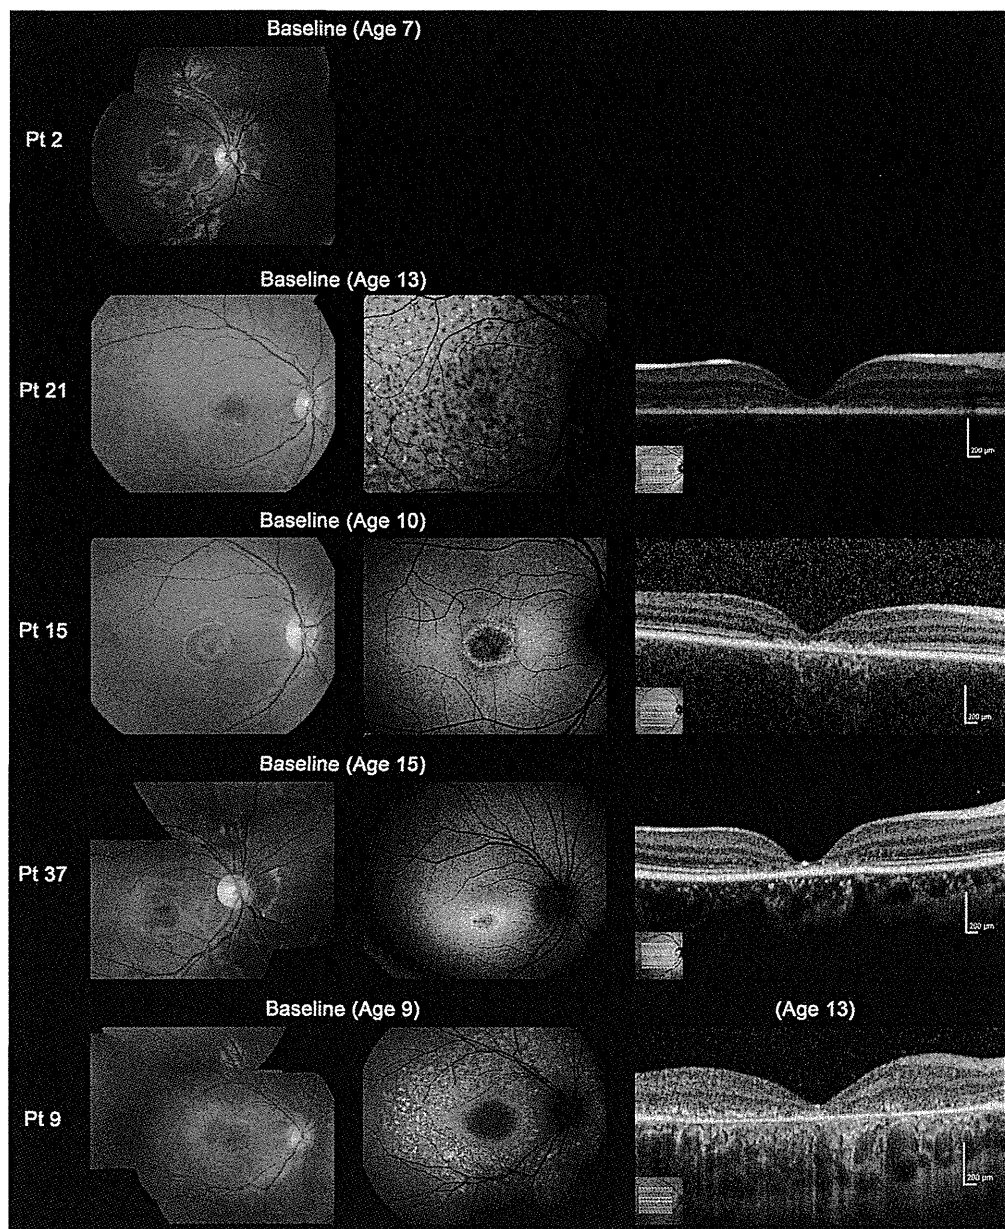 Baseline (Age 7)
Pt 2
Baseline (Age 13)
Pt 21
200 µm
Baseline (Age 10)
Pt 15
200 µm
Baseline (Age 15)
Pt 37
200 µm
Baseline (Age 9)
(Age 13)
Pt 9
200 µm